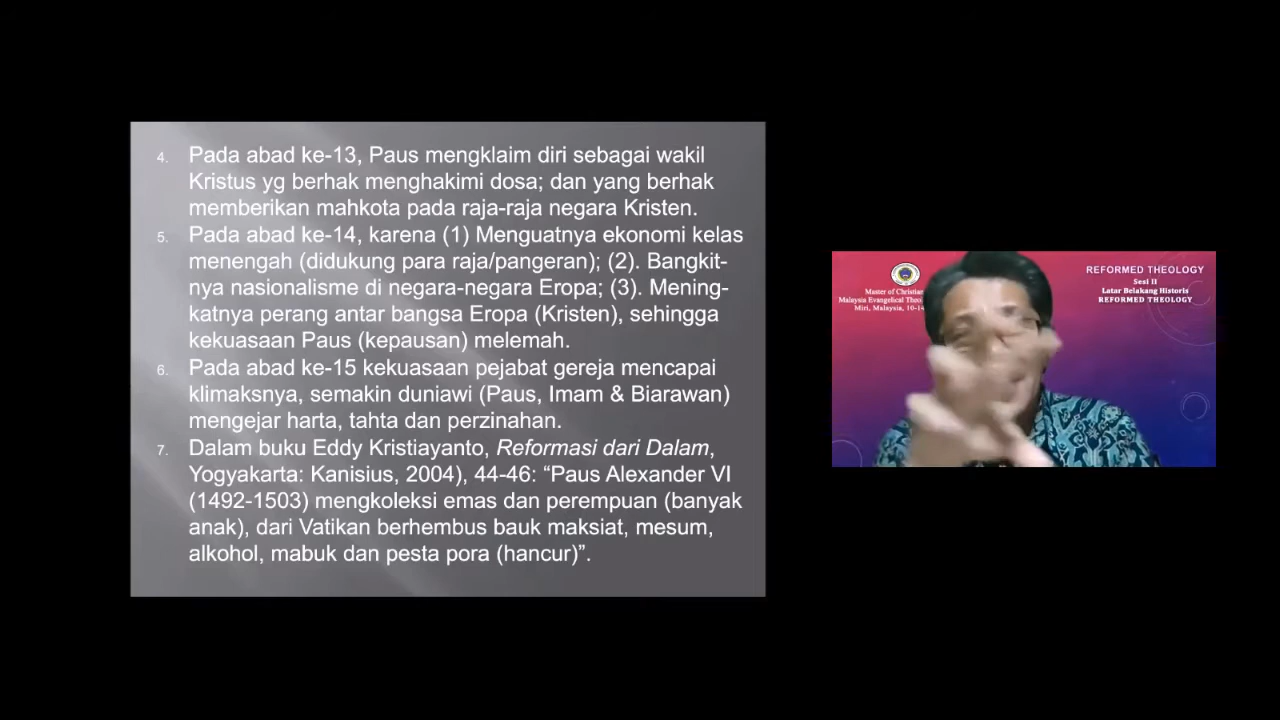 4. Pada abad ke-13, Paus mengklaim diri sebagai wakil
Kristus yg berhak menghakimi dosa; dan yang berhak
memberikan mahkota pada raja-raja negara Kristen.
5. Pada abad ke-14, karena (1) Menguatnya ekonomi kelas
menengah (didukung para raja/pangeran); (2). Bangkit-
nya nasionalisme di negara-negara Eropa; (3). Mening-
katnya perang antar bangsa Eropa (Kristen), sehingga
kekuasaan Paus (kepausan) melemah.
6. Pada abad ke-15 kekuasaan pejabat gereja mencapai
klimaksnya, semakin duniawi (Paus, Imam & Biarawan)
mengejar harta, tahta dan perzinahan.
7. Dalam buku Eddy Kristiayanto, Reformasi dari Dalam,
Yogyakarta: Kanisius, 2004), 44-46: “Paus Alexander VI
(1492-1503) mengkoleksi emas dan perempuan (banyak
anak), dari Vatikan berhembus bauk maksiat, mesum,
alkohol, mabuk dan pesta pora (hancur)”.
Master of Christian
Malaysia Evangelical Theo
Miri, Malaysia, 10-14
REFORMED THEOLOGY
Sesi II
Latar Belakang Historis
REFORMED THEOLOGY